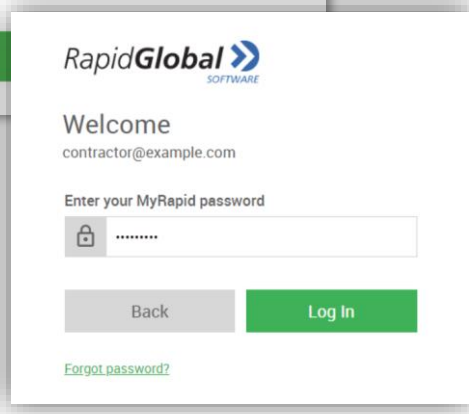 RapidGlobal
SOFTWARE
Welcome
contractor@example.com
Enter your MyRapid password
•••••••••
Back Log In
Forgot password?